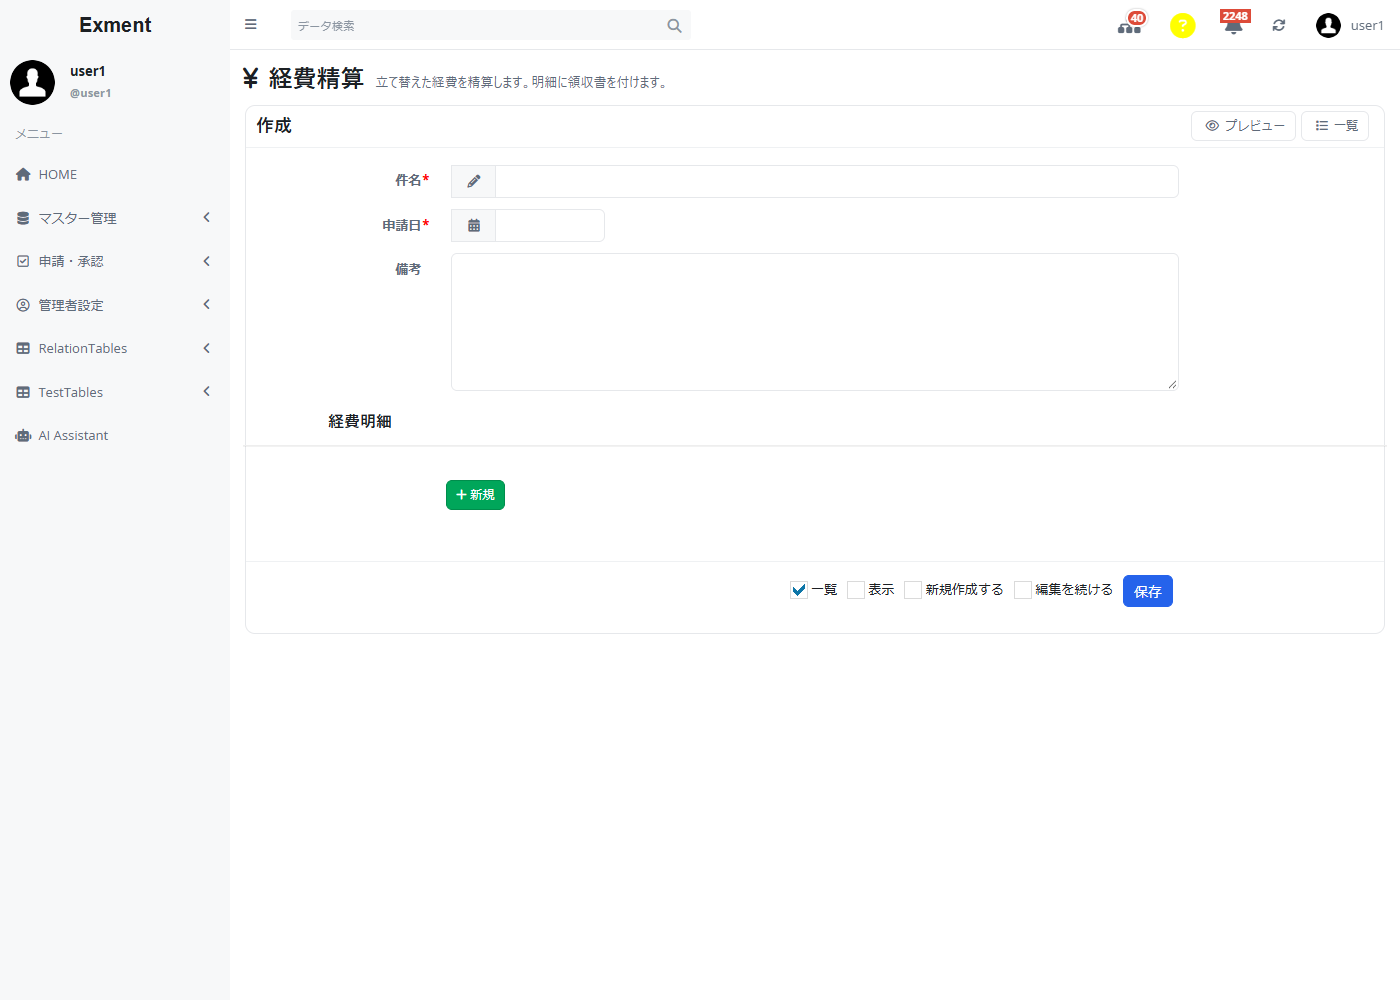 Exment
データ検索
40
?
2248
user1
user1
@user1
メニュー
HOME
マスター管理
申請・承認
管理者設定
RelationTables
TestTables
AI Assistant
¥ 経費精算 立て替えた経費を精算します。明細に領収書を付けます。
作成
プレビュー
一覧
件名*
申請日*
備考
経費明細
+ 新規
一覧 表示 新規作成する 編集を続ける 保存